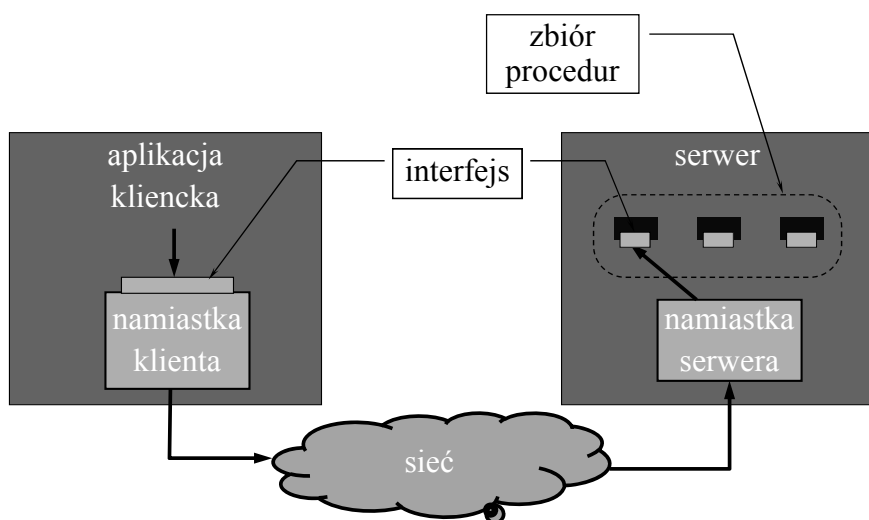 zbiór
procedur
aplikacja
kliencka
interfejs
serwer
namiastka
klienta
namiastka
serwera
sieć